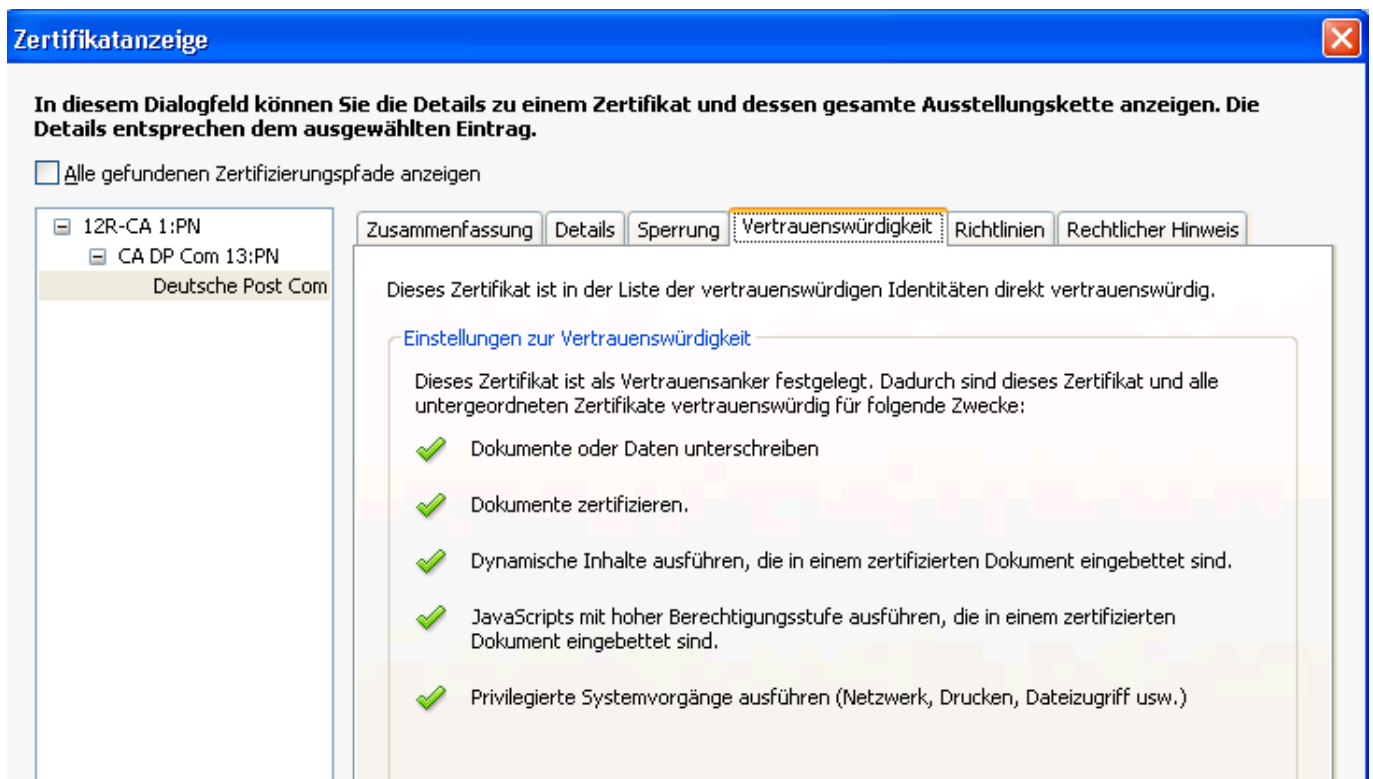 Zertifikatanzeige
In diesem Dialogfeld können Sie die Details zu einem Zertifikat und dessen gesamte Ausstellungskette anzeigen. Die
Details entsprechen dem ausgewählten Eintrag.
Alle gefundenen Zertifizierungspfade anzeigen
12R-CA 1:PN
CA DP Com 13:PN
Deutsche Post Com
Zusammenfassung Details Sperrung Vertrauenswürdigkeit Richtlinien Rechtlicher Hinweis
Dieses Zertifikat ist in der Liste der vertrauenswürdigen Identitäten direkt vertrauenswürdig.
Einstellungen zur Vertrauenswürdigkeit
Dieses Zertifikat ist als Vertrauensanker festgelegt. Dadurch sind dieses Zertifikat und alle
untergeordneten Zertifikate vertrauenswürdig für folgende Zwecke:
Dokumente oder Daten unterschreiben
Dokumente zertifizieren.
Dynamische Inhalte ausführen, die in einem zertifizierten Dokument eingebettet sind.
JavaScripts mit hoher Berechtigungsstufe ausführen, die in einem zertifizierten
Dokument eingebettet sind.
Privilegierte Systemvorgänge ausführen (Netzwerk, Drucken, Dateizugriff usw.)